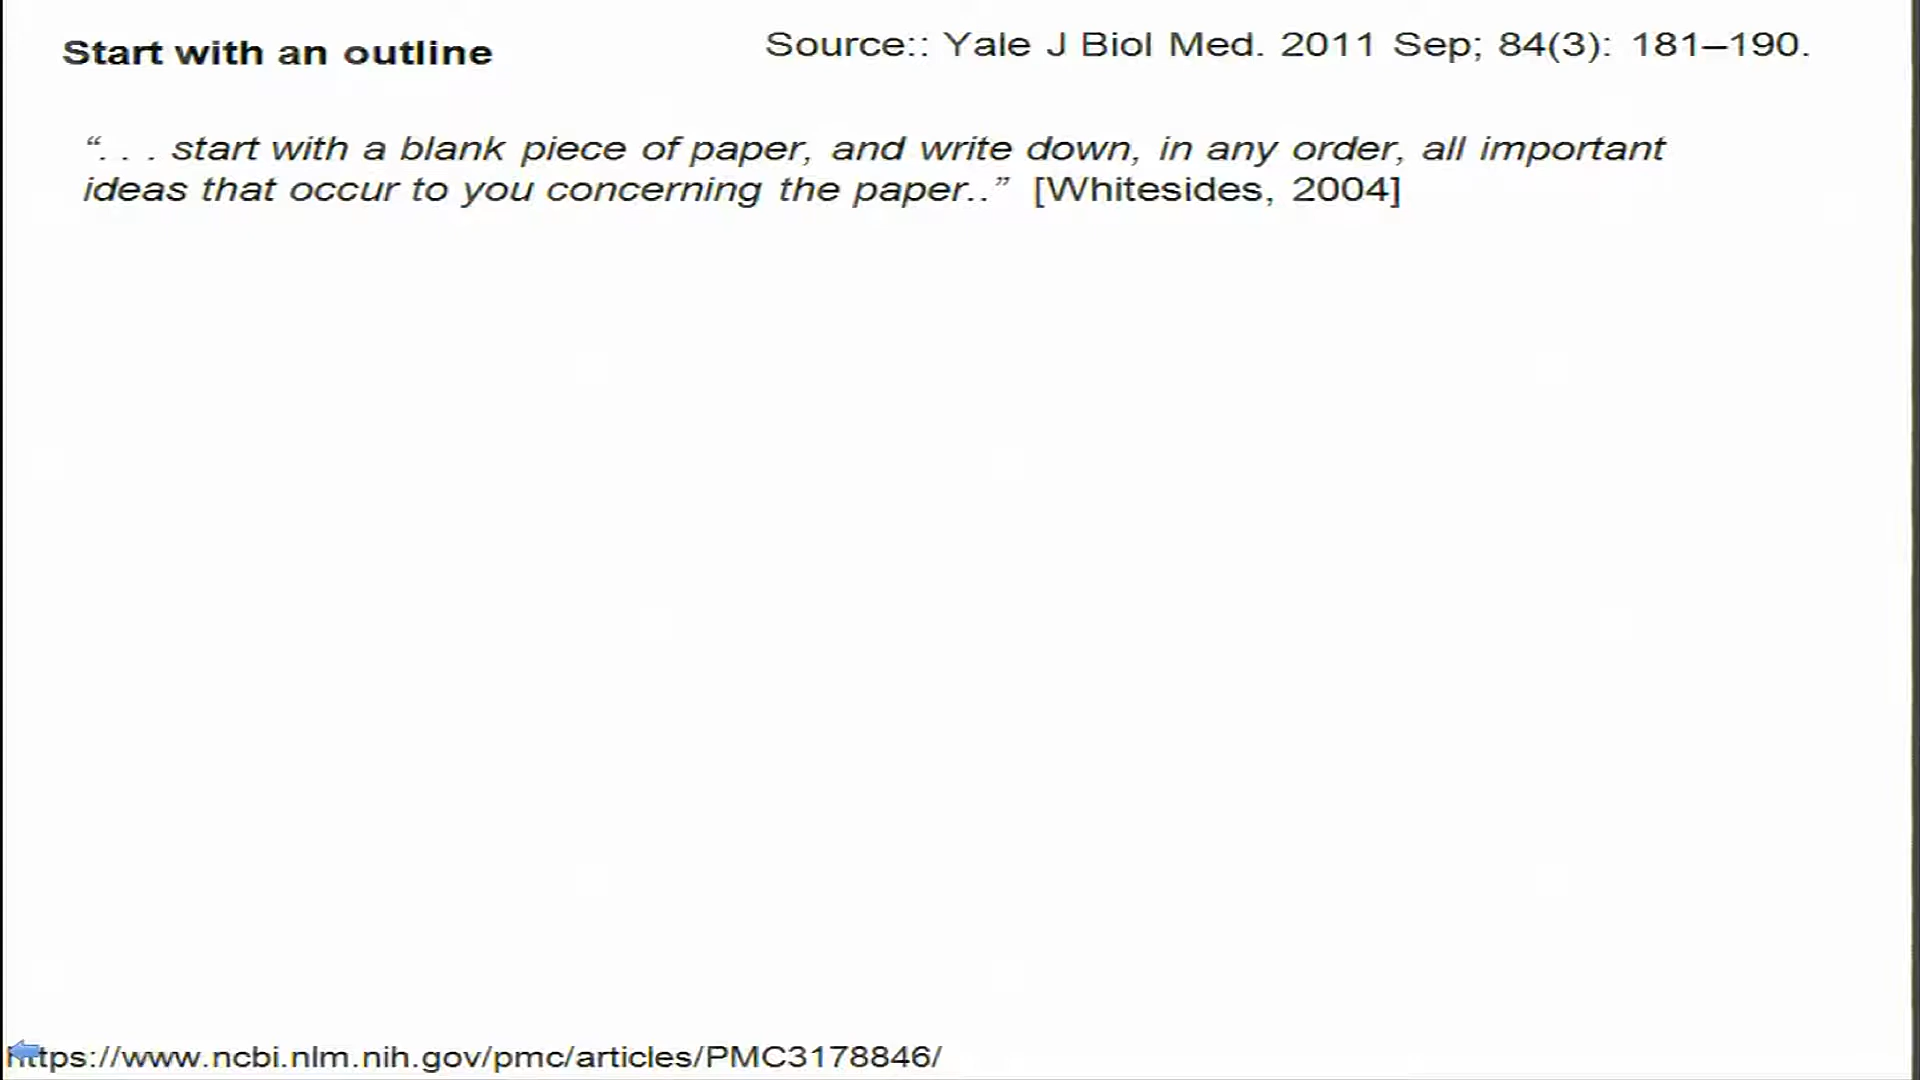 Start with an outline
Source:: Yale J Biol Med. 2011 Sep; 84(3): 181–190.
“. . . start with a blank piece of paper, and write down, in any order, all important
ideas that occur to you concerning the paper..” [Whitesides, 2004]
https://www.ncbi.nlm.nih.gov/pmc/articles/PMC3178846/